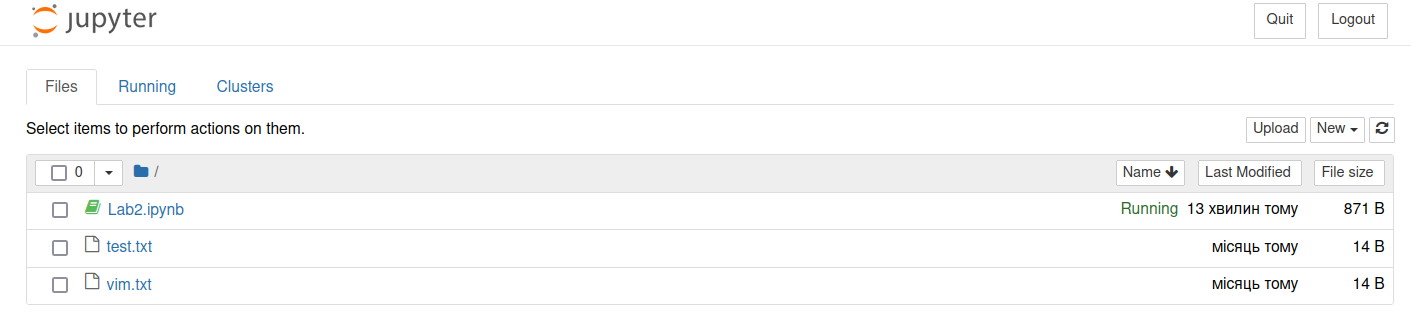 jupyter Quit Logout
Files Running Clusters
Select items to perform actions on them. Upload New
0 / Name Last Modified File size
Lab2.ipynb Running 13 хвилин тому 871 B
test.txt місяць тому 14 B
vim.txt місяць тому 14 B